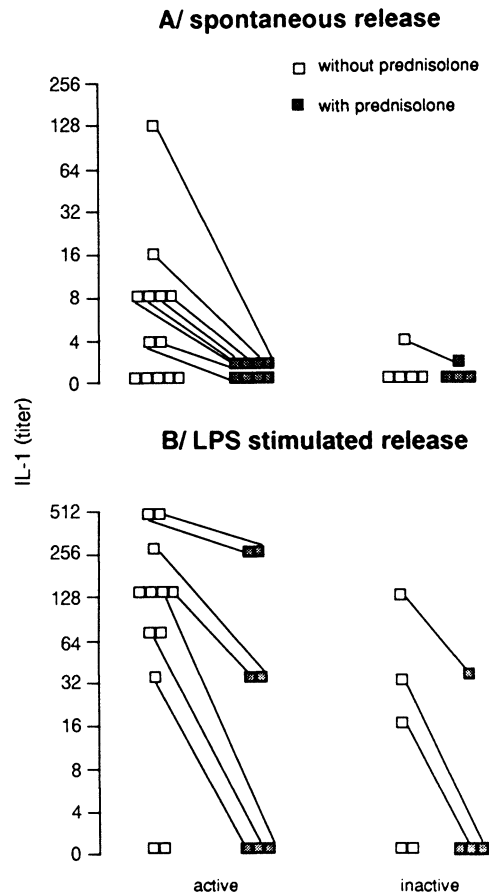 A/ spontaneous release
without prednisolone
with prednisolone
256
128
64
32
16
8
4
0
IL-1 (titer)
B/ LPS stimulated release
512
256
128
64
32
16
8
4
0
active
inactive